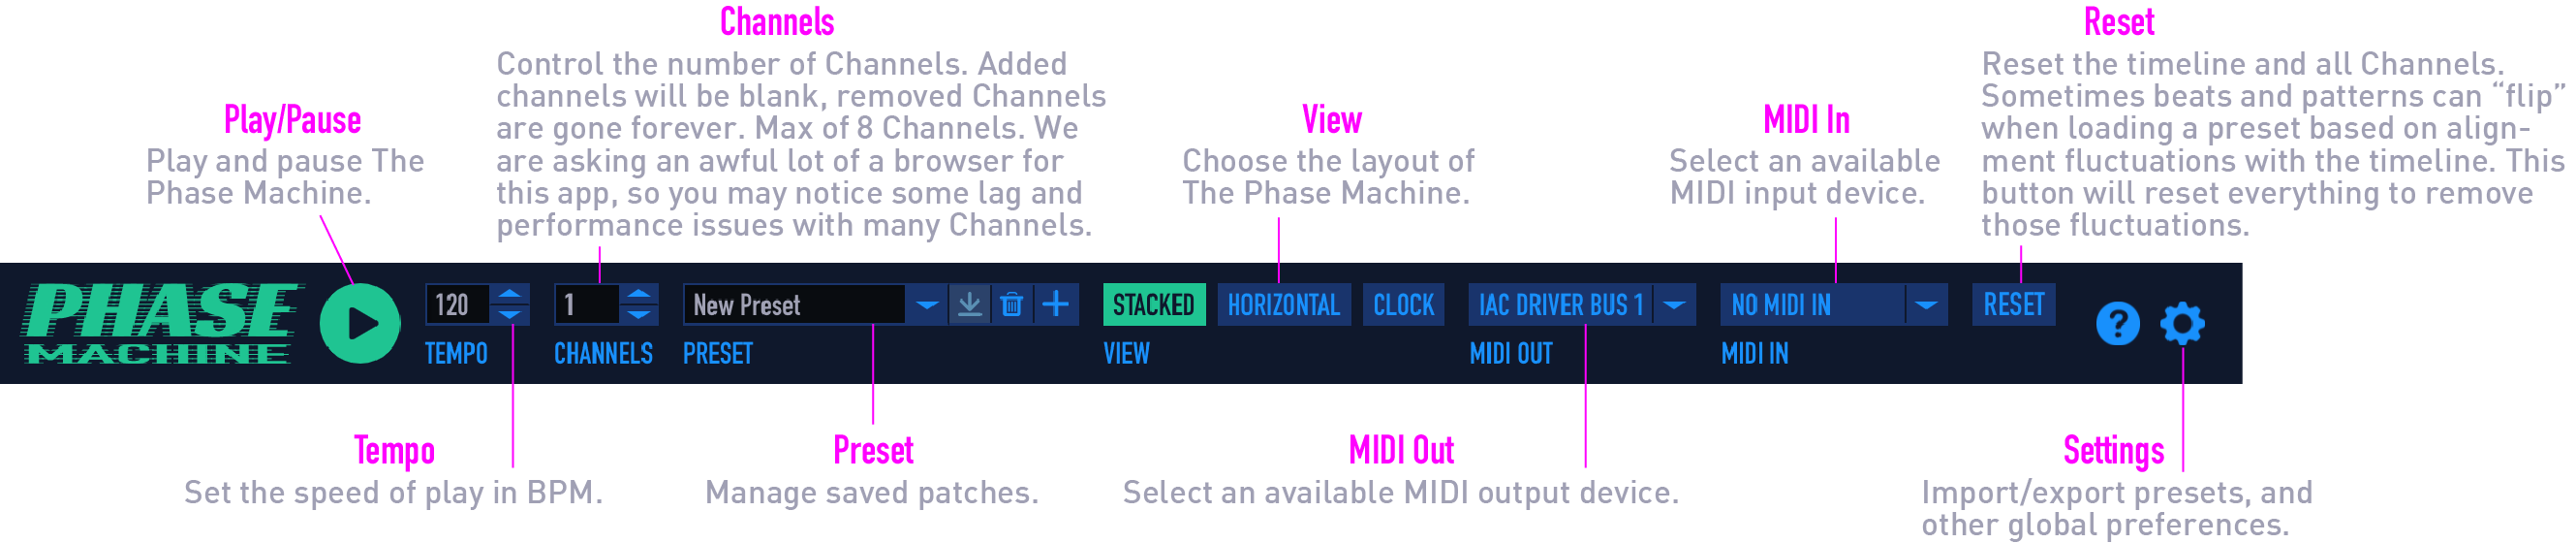 Channels
Control the number of Channels. Added
channels will be blank, removed Channels
are gone forever. Max of 8 Channels. We
are asking an awful lot of a browser for
this app, so you may notice some lag and
performance issues with many Channels.
Reset
Reset the timeline and all Channels.
Sometimes beats and patterns can “flip”
when loading a preset based on align-
ment fluctuations with the timeline. This
button will reset everything to remove
those fluctuations.
Play/Pause
Play and pause The
Phase Machine.
View
Choose the layout of
The Phase Machine.
MIDI In
Select an available
MIDI input device.
PHASE
MACHINE
120
TEMPO
1
CHANNELS
New Preset
PRESET
STACKED HORIZONTAL CLOCK
VIEW
IAC DRIVER BUS 1
MIDI OUT
NO MIDI IN
MIDI IN
RESET
?
Tempo
Set the speed of play in BPM.
Preset
Manage saved patches.
MIDI Out
Select an available MIDI output device.
Settings
Import/export presets, and
other global preferences.